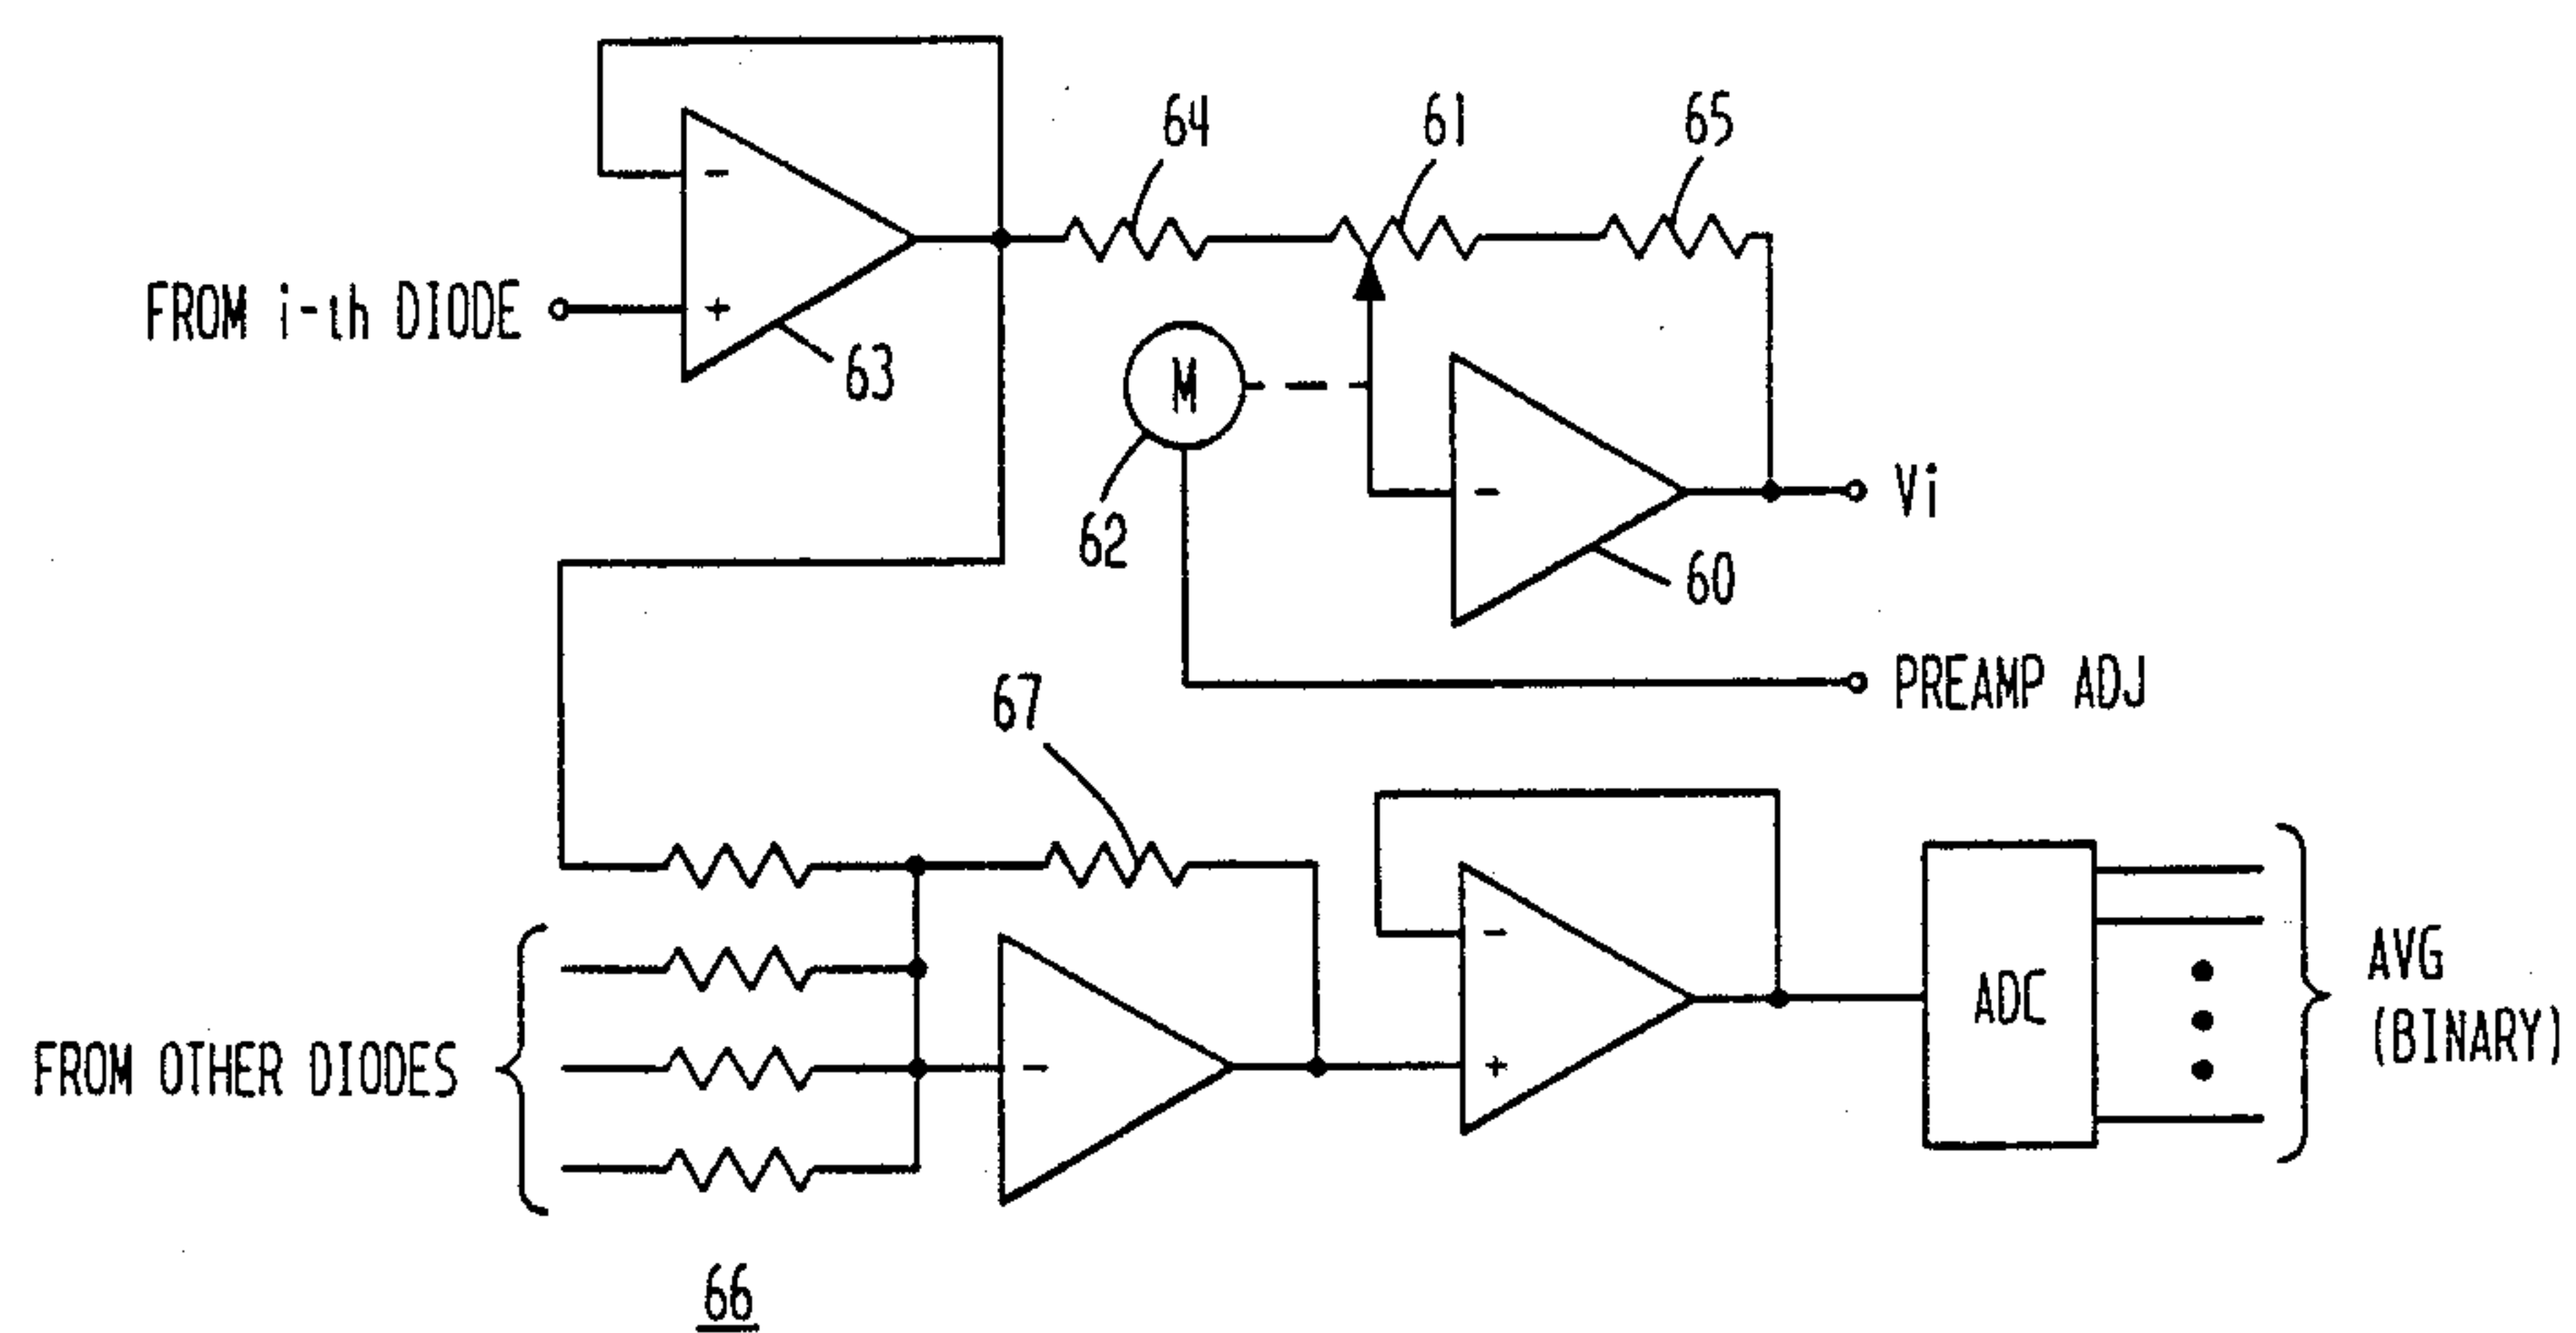 64
61
65
-
FROM i-th DIODE
+
63
M
62
-
Vi
60
PREAMP ADJ
67
-
ADC
AVG
(BINARY)
FROM OTHER DIODES
-
+
66